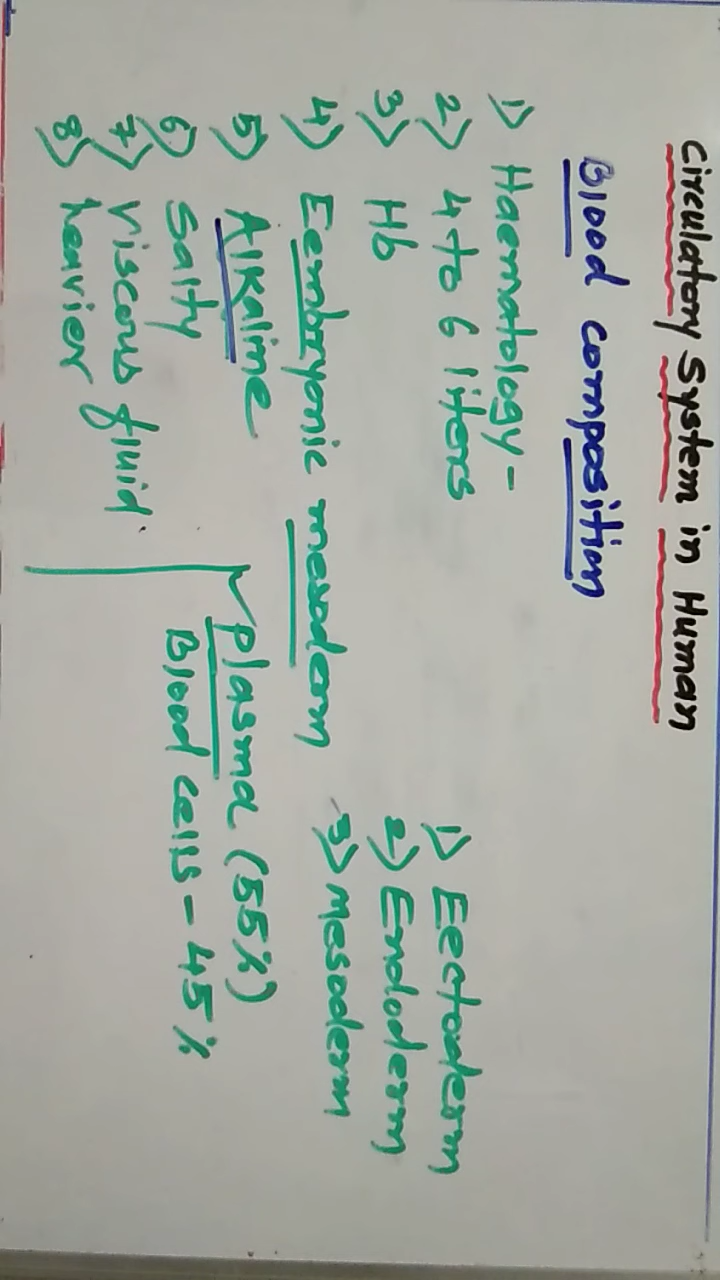 Circulatory System in Human
Blood composition
1) Haematology -
2) 4 to 6 liters
3) Hb
4) Eembryonic mesoderm
5) Alkaline
6) Salty
7) Viscous fluid
8) heavier
1) Eectoderm
2) Endoderm
3) Mesoderm
Plasma (55%)
Blood cells - 45%